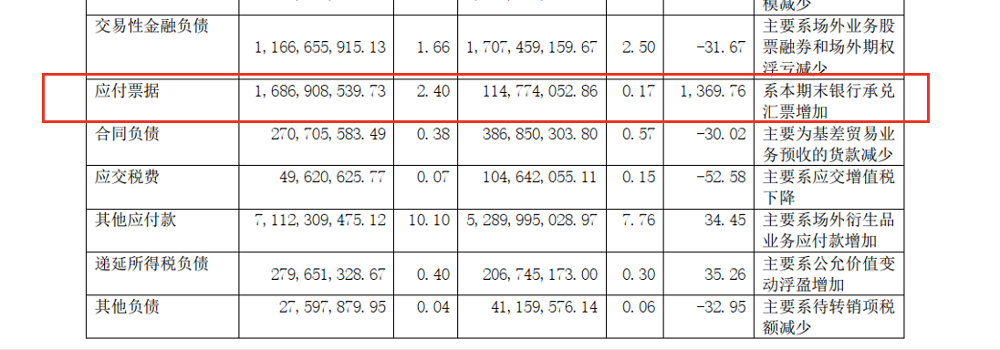 模减少
交易性金融负债 1,166,655,915.13 1.66 1,707,459,159.67 2.50 -31.67 主要系场外业务股
票融券和场外期权
浮亏减少
应付票据 1,686,908,539.73 2.40 114,774,052.86 0.17 1,369.76 系本期末银行承兑
汇票增加
合同负债 270,705,583.49 0.38 386,850,303.80 0.57 -30.02 主要为基差贸易业
务预收的货款减少
应交税费 49,620,625.77 0.07 104,642,055.11 0.15 -52.58 主要系应交增值税
下降
其他应付款 7,112,309,475.12 10.10 5,289,995,028.97 7.76 34.45 主要系场外衍生品
业务应付款增加
递延所得税负债 279,651,328.67 0.40 206,745,173.00 0.30 35.26 主要系公允价值变
动浮盈增加
其他负债 27,597,879.95 0.04 41,159,576.14 0.06 -32.95 主要系待转销项税
额减少